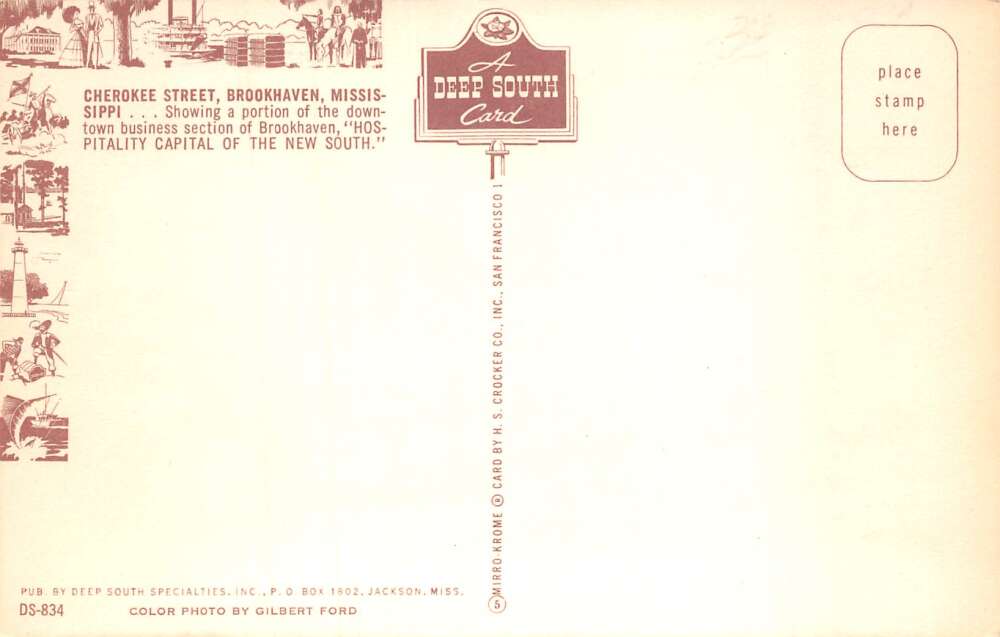 CHEROKEE STREET, BROOKHAVEN, MISSIS-
SIPPI . . . Showing a portion of the down-
town business section of Brookhaven, "HOS-
PITALITY CAPITAL OF THE NEW SOUTH."
A
DEEP SOUTH
Card
place
stamp
here
MIRRO-KROME ® CARD BY H. S. CROCKER CO., INC., SAN FRANCISCO 1
5
PUB. BY DEEP SOUTH SPECIALTIES, INC., P. O. BOX 1802, JACKSON, MISS.
DS-834 COLOR PHOTO BY GILBERT FORD